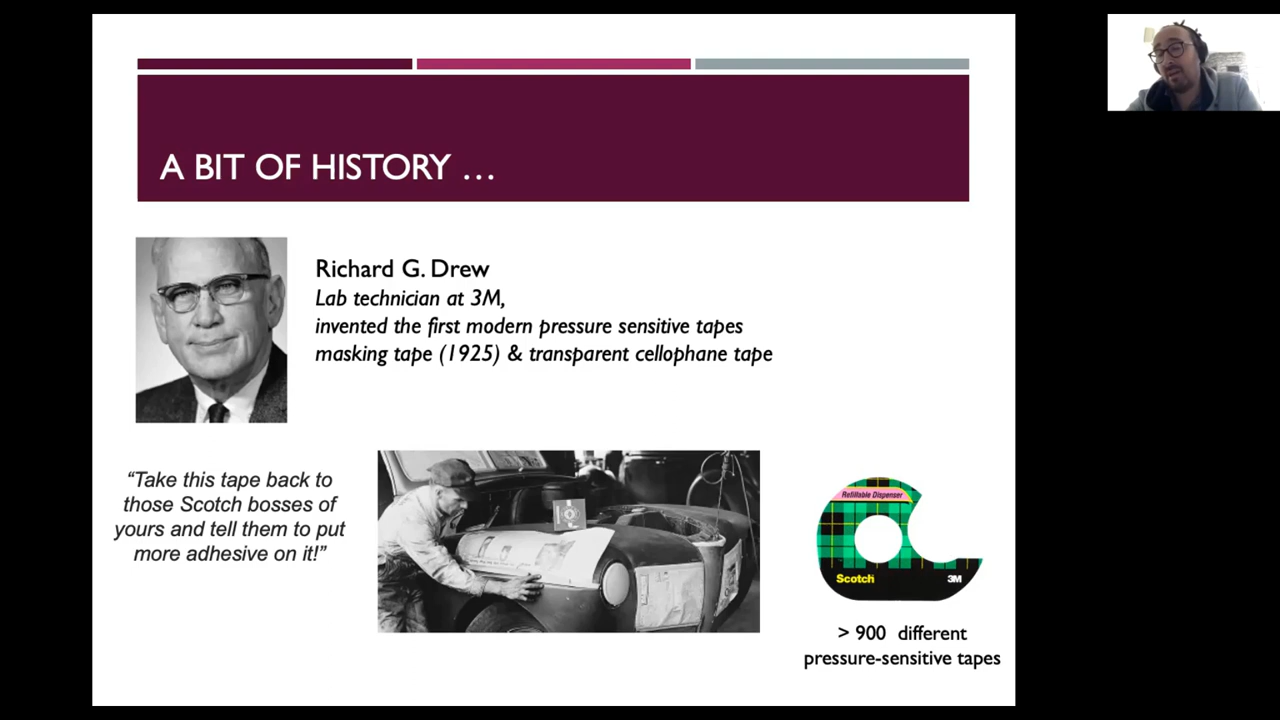 A BIT OF HISTORY …
Richard G. Drew
Lab technician at 3M,
invented the first modern pressure sensitive tapes
masking tape (1925) & transparent cellophane tape
“Take this tape back to
those Scotch bosses of
yours and tell them to put
more adhesive on it!”
Refillable Dispenser
Scotch
3M
> 900 different
pressure-sensitive tapes